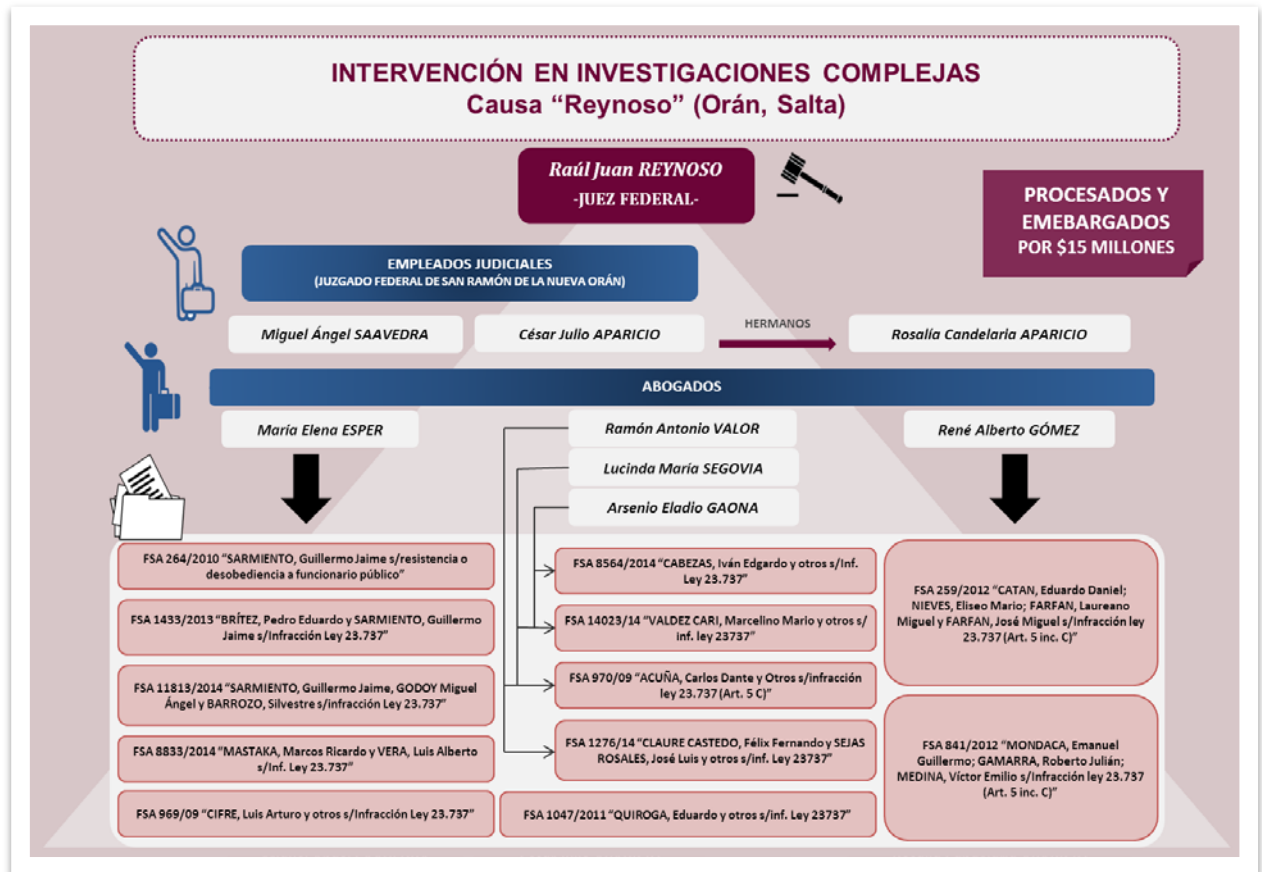 INTERVENCIÓN EN INVESTIGACIONES COMPLEJAS
Causa “Reynoso” (Orán, Salta)
Raúl Juan REYNOSO
-JUEZ FEDERAL-
PROCESADOS Y
EMEBARGADOS
POR $15 MILLONES
EMPLEADOS JUDICIALES
(JUZGADO FEDERAL DE SAN RAMÓN DE LA NUEVA ORÁN)
Miguel Ángel SAAVEDRA
César Julio APARICIO
HERMANOS
Rosalía Candelaria APARICIO
ABOGADOS
María Elena ESPER
Ramón Antonio VALOR
René Alberto GÓMEZ
Lucinda María SEGOVIA
Arsenio Eladio GAONA
FSA 264/2010 “SARMIENTO, Guillermo Jaime s/resistencia o
desobediencia a funcionario público”
FSA 1433/2013 “BRÍTEZ, Pedro Eduardo y SARMIENTO, Guillermo
Jaime s/Infracción Ley 23.737”
FSA 11813/2014 “SARMIENTO, Guillermo Jaime, GODOY Miguel
Ángel y BARROZO, Silvestre s/infracción Ley 23.737”
FSA 8833/2014 “MASTAKA, Marcos Ricardo y VERA, Luis Alberto
s/Inf. Ley 23.737”
FSA 969/09 “CIFRE, Luis Arturo y otros s/Infracción Ley 23.737”
FSA 8564/2014 “CABEZAS, Iván Edgardo y otros s/Inf.
Ley 23.737”
FSA 14023/14 “VALDEZ CARI, Marcelino Mario y otros s/
inf. ley 23737”
FSA 970/09 “ACUÑA, Carlos Dante y Otros s/infracción
ley 23.737 (Art. 5 C)”
FSA 1276/14 “CLAURE CASTEDO, Félix Fernando y SEJAS
ROSALES, José Luis y otros s/inf. Ley 23737”
FSA 1047/2011 “QUIROGA, Eduardo y otros s/inf. Ley 23737”
FSA 259/2012 “CATAN, Eduardo Daniel;
NIEVES, Eliseo Mario; FARFAN, Laureano
Miguel y FARFAN, José Miguel s/Infracción ley
23.737 (Art. 5 inc. C)”
FSA 841/2012 “MONDACA, Emanuel
Guillermo; GAMARRA, Roberto Julián;
MEDINA, Víctor Emilio s/Infracción ley 23.737
(Art. 5 inc. C)”